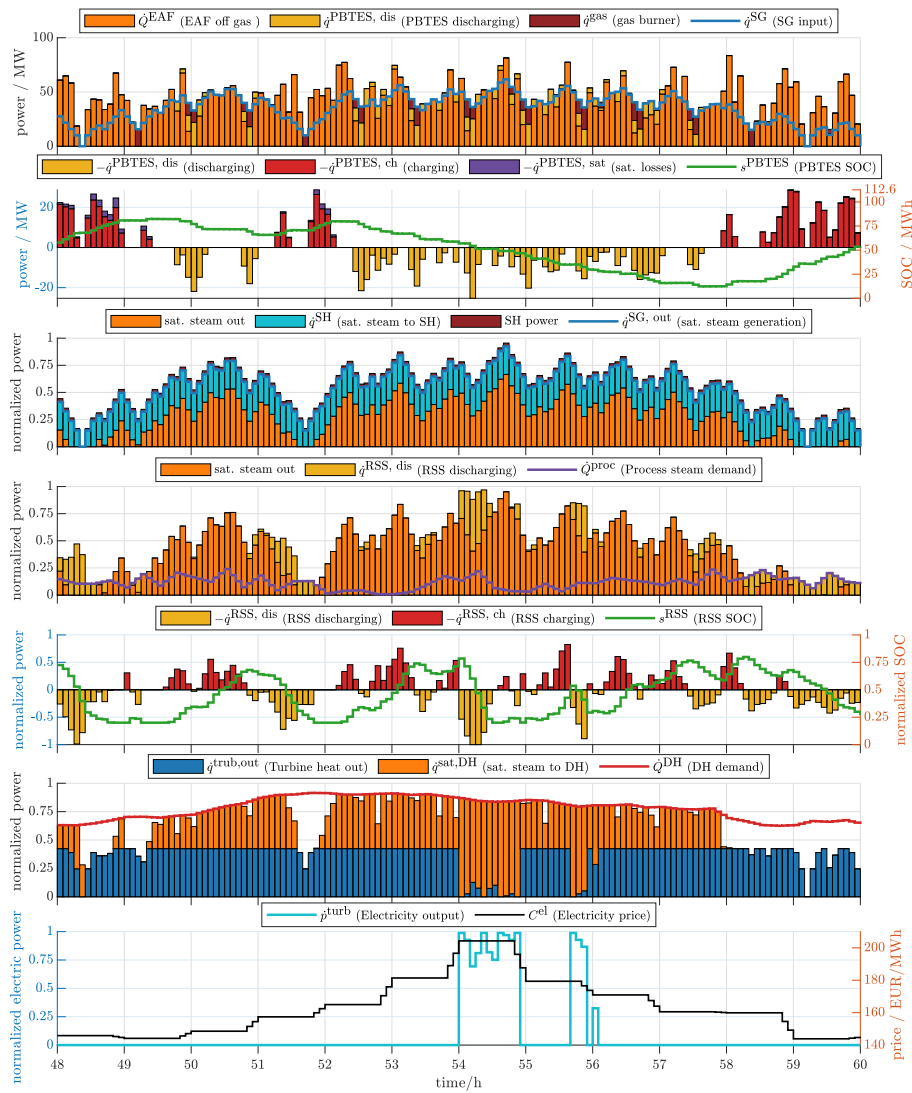 Q̇^EAF (EAF off gas ) q̇^PBTES, dis (PBTES discharging) q̇^gas (gas burner) q̇^SG (SG input)
100
50
0
power / MW
−q̇^PBTES, dis (discharging) −q̇^PBTES, ch (charging) −q̇^PBTES, sat (sat. losses) s^PBTES (PBTES SOC)
20
0
-20
power / MW
112.6
100
75
50
25
0
SOC / MWh
sat. steam out q̇^SH (sat. steam to SH) SH power q̇^SG, out (sat. steam generation)
1
0.75
0.5
0.25
0
normalized power
sat. steam out q̇^RSS, dis (RSS discharging) Q̇^proc (Process steam demand)
1
0.75
0.5
0.25
0
normalized power
−q̇^RSS, dis (RSS discharging) −q̇^RSS, ch (RSS charging) s^RSS (RSS SOC)
1
0.5
0
-0.5
-1
normalized power
1
0.75
0.5
0.25
0
normalized SOC
q̇^trub,out (Turbine heat out) q̇^sat,DH (sat. steam to DH) Q̇^DH (DH demand)
1
0.75
0.5
0.25
0
normalized power
ṗ^turb (Electricity output) C^el (Electricity price)
1
0.75
0.5
0.25
0
normalized electric power
200
180
160
140
price / EUR/MWh
48 49 50 51 52 53 54 55 56 57 58 59 60
time/h